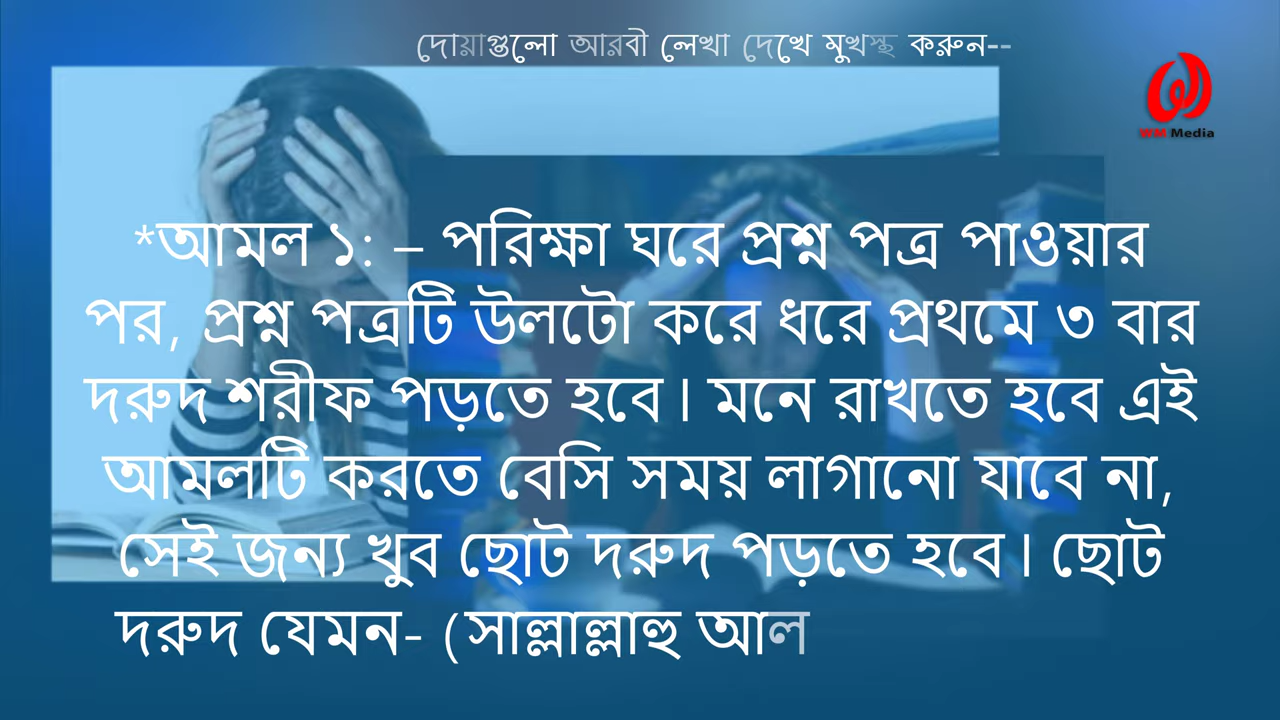 দোয়াগুলো আরবী লেখা দেখে মুখস্থ করুন--
WM Media
*আমল ১: – পরিক্ষা ঘরে প্রশ্ন পত্র পাওয়ার
পর, প্রশ্ন পত্রটি উলটো করে ধরে প্রথমে ৩ বার
দরুদ শরীফ পড়তে হবে। মনে রাখতে হবে এই
আমলটি করতে বেসি সময় লাগানো যাবে না,
সেই জন্য খুব ছোট দরুদ পড়তে হবে। ছোট
দরুদ যেমন- (সাল্লাল্লাহু আল